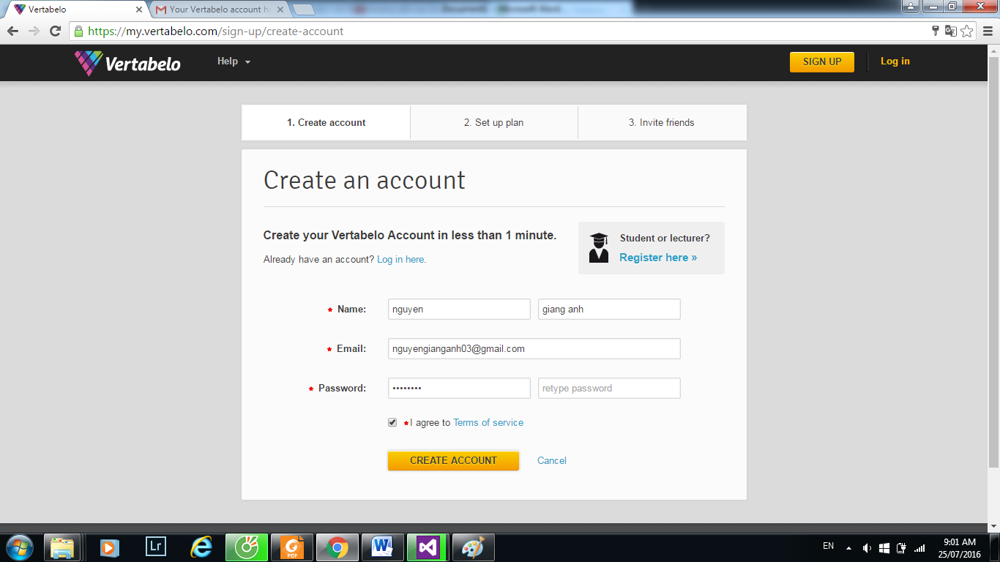 Vertabelo
Your Vertabelo account ha
https://my.vertabelo.com/sign-up/create-account
Vertabelo
Help
SIGN UP
Log in
1. Create account
2. Set up plan
3. Invite friends
Create an account
Create your Vertabelo Account in less than 1 minute.
Already have an account? Log in here.
Student or lecturer?
Register here »
* Name:
nguyen
giang anh
* Email:
nguyengianganh03@gmail.com
* Password:
••••••••
retype password
*I agree to Terms of service
CREATE ACCOUNT
Cancel
Lr
PDF
EN
9:01 AM
25/07/2016